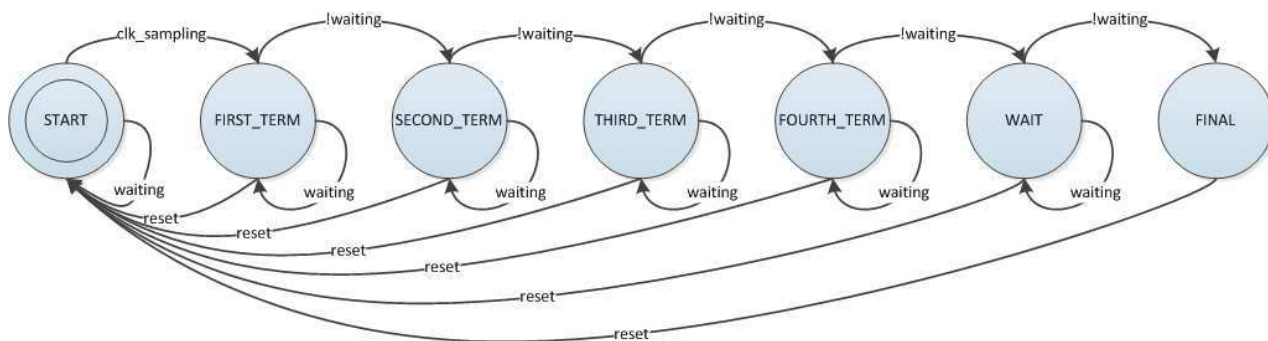 !waiting
!waiting
clk_sampling
!waiting
!waiting
!waiting
START
FIRST_TERM
SECOND_TERM
THIRD_TERM
FOURTH_TERM
WAIT
FINAL
waiting
waiting
waiting
waiting
waiting
waiting
reset
reset
reset
reset
reset
reset